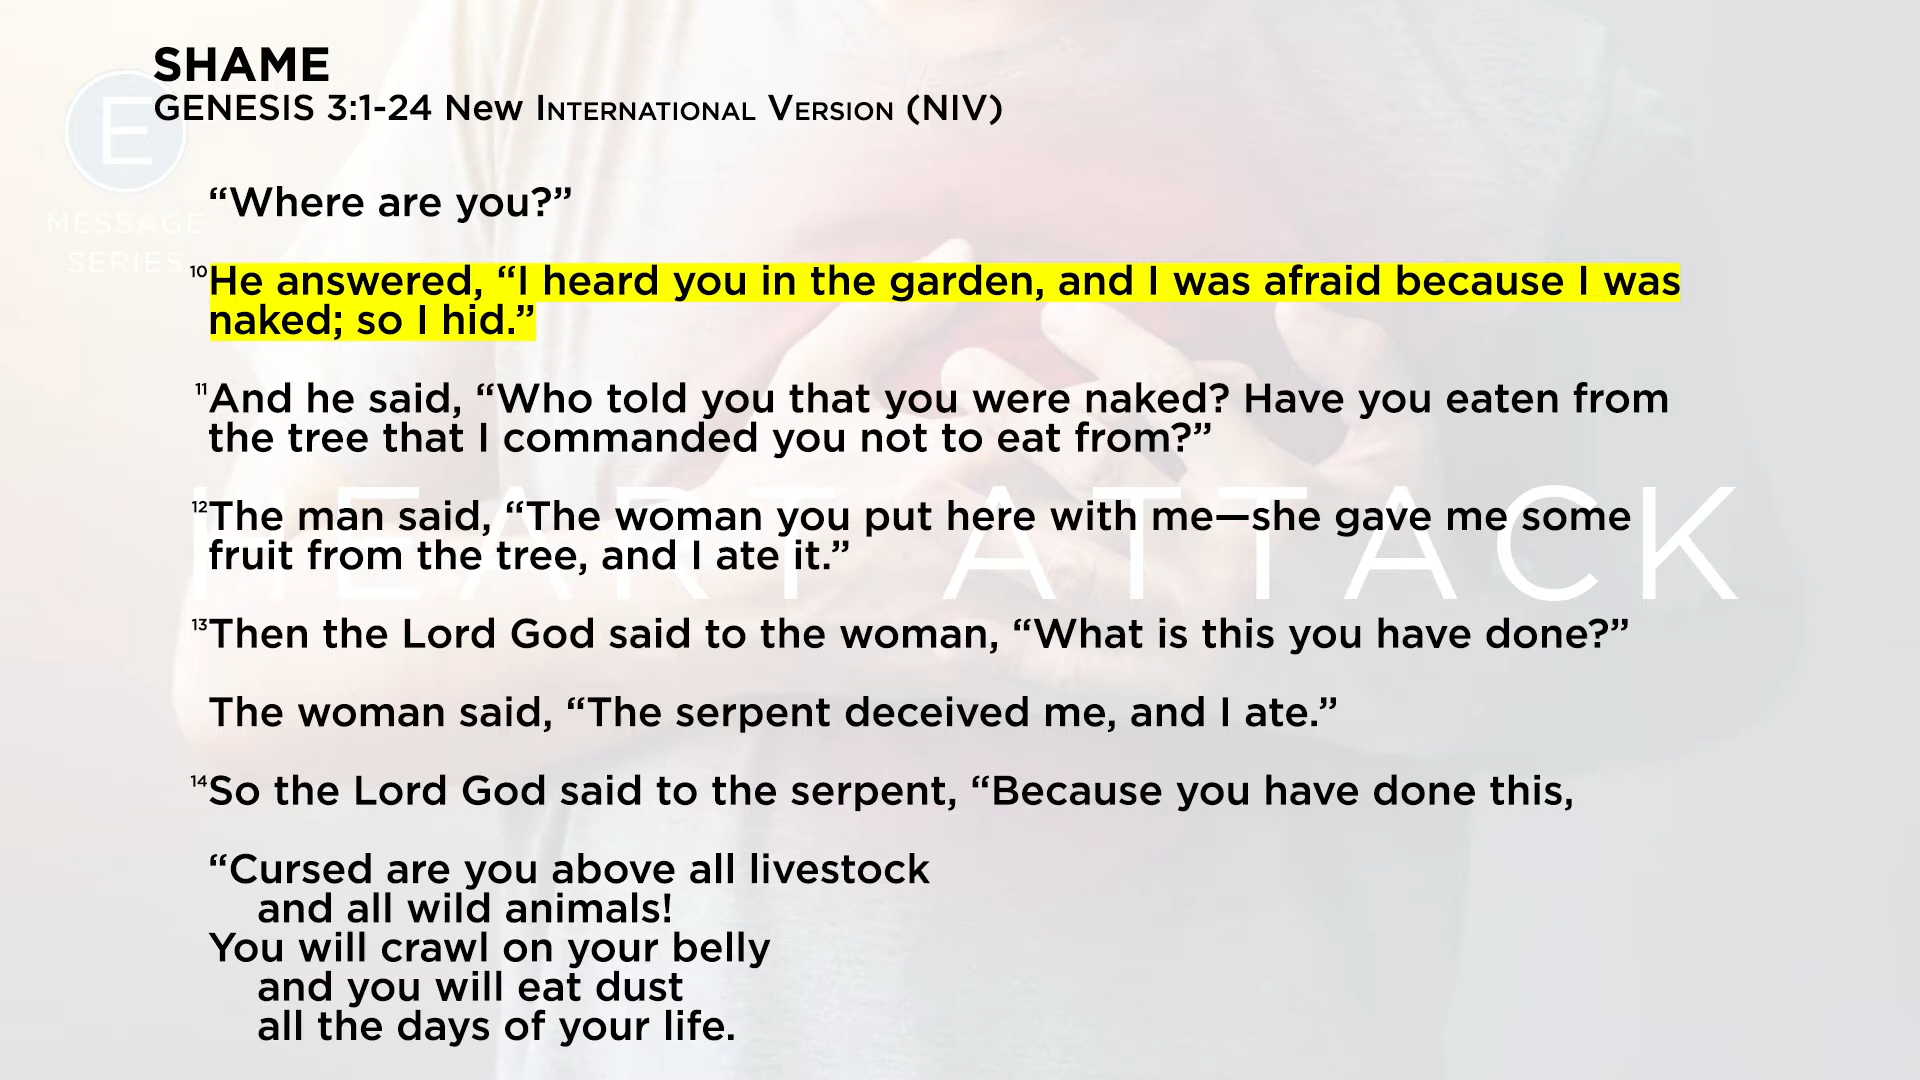 SHAME
GENESIS 3:1-24 New International Version (NIV)
E
MESSAGE
SERIES
“Where are you?”
10He answered, “I heard you in the garden, and I was afraid because I was
naked; so I hid.”
11And he said, “Who told you that you were naked? Have you eaten from
the tree that I commanded you not to eat from?”
HEART ATTACK
12The man said, “The woman you put here with me—she gave me some
fruit from the tree, and I ate it.”
13Then the Lord God said to the woman, “What is this you have done?”
The woman said, “The serpent deceived me, and I ate.”
14So the Lord God said to the serpent, “Because you have done this,
“Cursed are you above all livestock
and all wild animals!
You will crawl on your belly
and you will eat dust
all the days of your life.